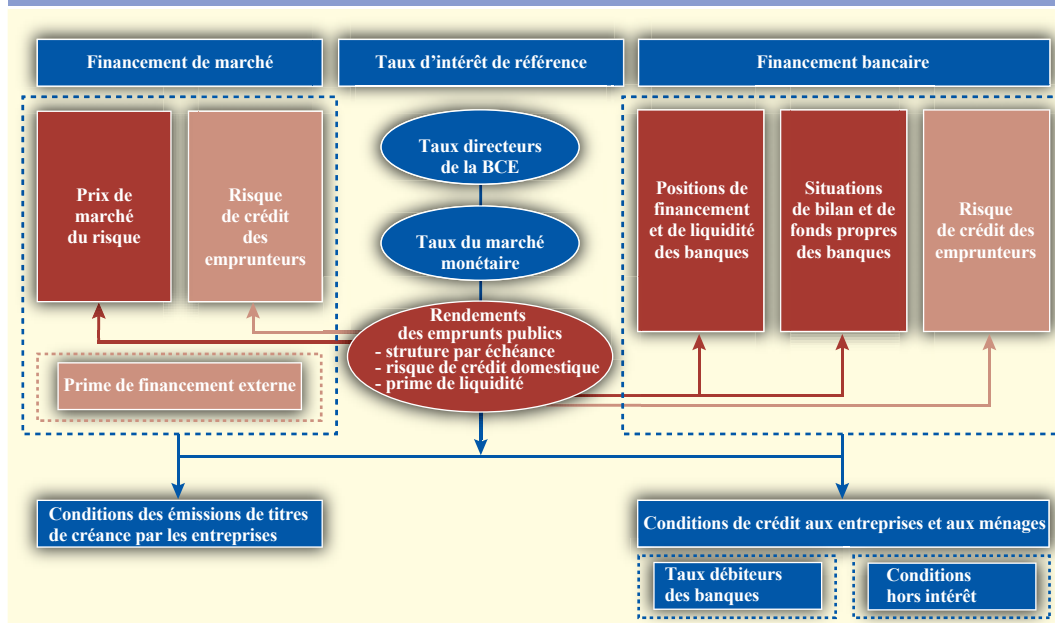 Financement de marché
Taux d'intérêt de référence
Financement bancaire
Prix de
marché
du risque
Risque
de crédit
des
emprunteurs
Taux directeurs
de la BCE
Taux du marché
monétaire
Rendements
des emprunts publics
- struture par échéance
- risque de crédit domestique
- prime de liquidité
Positions de
financement
et de liquidité
des banques
Situations
de bilan et de
fonds propres
des banques
Risque
de crédit des
emprunteurs
Prime de financement externe
Conditions des émissions de titres
de créance par les entreprises
Conditions de crédit aux entreprises et aux ménages
Taux débiteurs
des banques
Conditions
hors intérêt